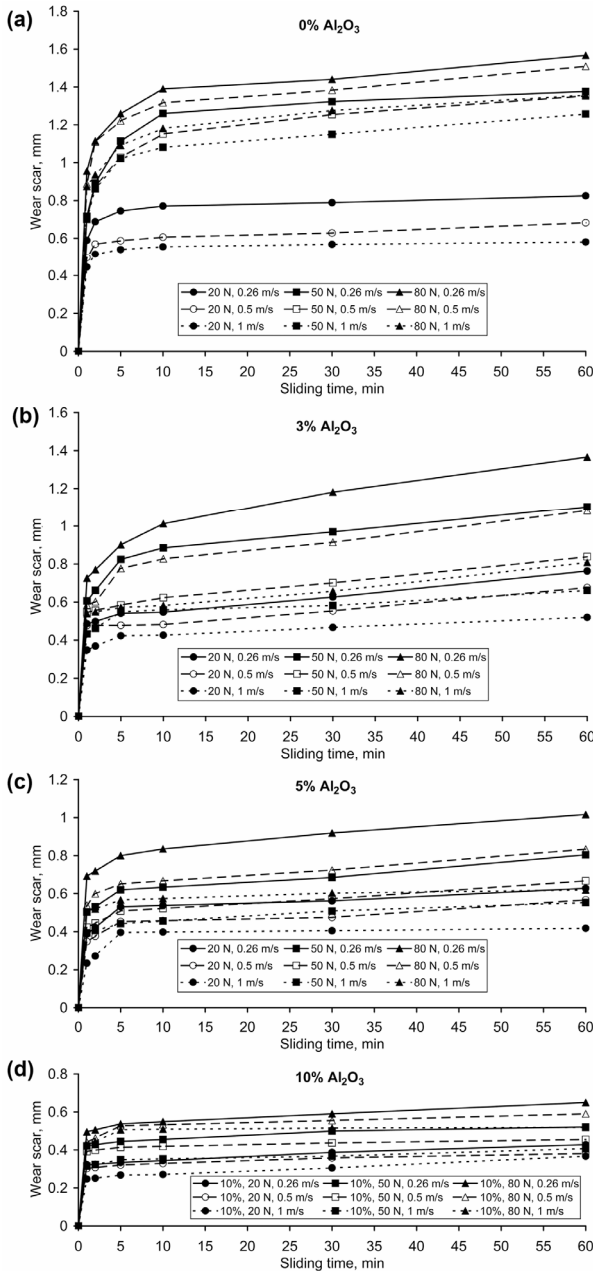 (a)
0% Al₂O₃
Wear scar, mm
1.8
1.6
1.4
1.2
1
0.8
0.6
0.4
0.2
0
20 N, 0.26 m/s 50 N, 0.26 m/s 80 N, 0.26 m/s
20 N, 0.5 m/s 50 N, 0.5 m/s 80 N, 0.5 m/s
20 N, 1 m/s 50 N, 1 m/s 80 N, 1 m/s
0 5 10 15 20 25 30 35 40 45 50 55 60
Sliding time, min
(b)
3% Al₂O₃
Wear scar, mm
1.6
1.4
1.2
1
0.8
0.6
0.4
0.2
0
20 N, 0.26 m/s 50 N, 0.26 m/s 80 N, 0.26 m/s
20 N, 0.5 m/s 50 N, 0.5 m/s 80 N, 0.5 m/s
20 N, 1 m/s 50 N, 1 m/s 80 N, 1 m/s
0 5 10 15 20 25 30 35 40 45 50 55 60
Sliding time, min
(c)
5% Al₂O₃
Wear scar, mm
1.2
1
0.8
0.6
0.4
0.2
0
20 N, 0.26 m/s 50 N, 0.26 m/s 80 N, 0.26 m/s
20 N, 0.5 m/s 50 N, 0.5 m/s 80 N, 0.5 m/s
20 N, 1 m/s 50 N, 1 m/s 80 N, 1 m/s
0 5 10 15 20 25 30 35 40 45 50 55 60
Sliding time, min
(d)
10% Al₂O₃
Wear scar, mm
0.8
0.6
0.4
0.2
0
10%, 20 N, 0.26 m/s 10%, 50 N, 0.26 m/s 10%, 80 N, 0.26 m/s
10%, 20 N, 0.5 m/s 10%, 50 N, 0.5 m/s 10%, 80 N, 0.5 m/s
10%, 20 N, 1 m/s 10%, 50 N, 1 m/s 10%, 80 N, 1 m/s
0 5 10 15 20 25 30 35 40 45 50 55 60
Sliding time, min